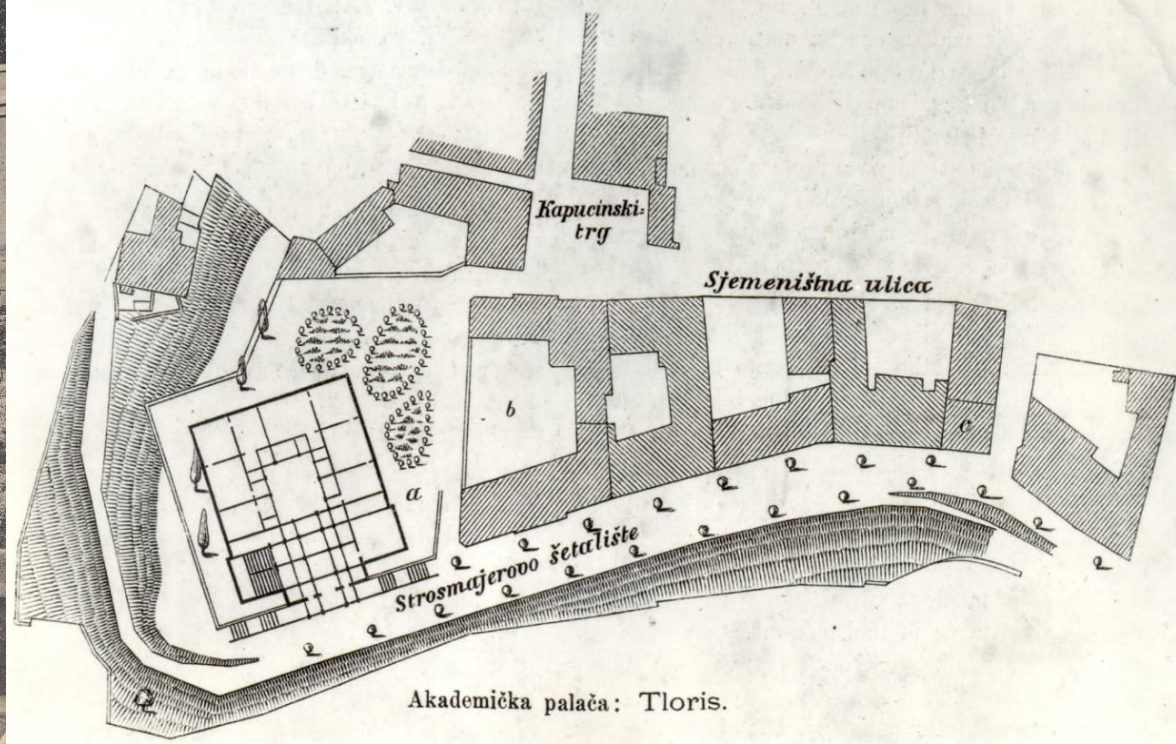 Kapucinski=
trg
Sjemeništna ulica
b
c
a
Strosmajerovo šetalište
Akademička palača: Tloris.